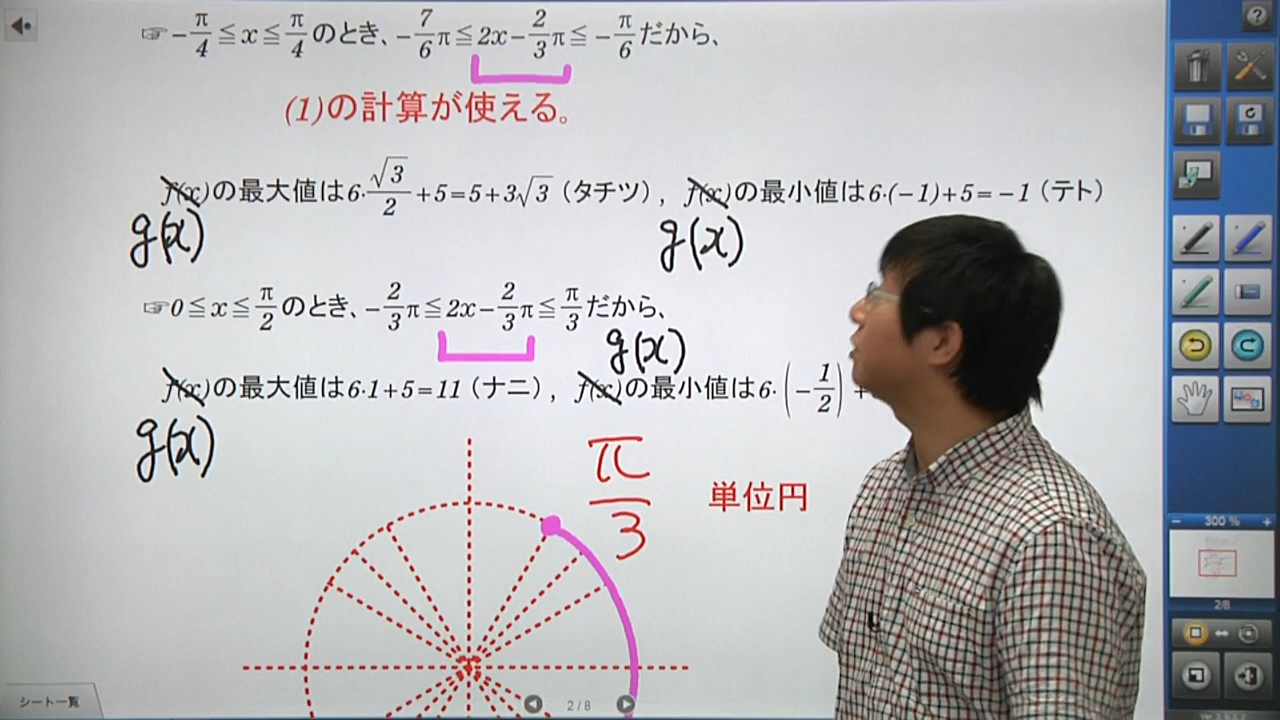 ☞ -π/4 ≦ x ≦ π/4 のとき、-7/6 π ≦ 2x - 2/3 π ≦ -π/6 だから、
(1)の計算が使える。
f(x)の最大値は 6・√3/2 + 5 = 5 + 3√3 (タチツ) , f(x)の最小値は 6・(-1) + 5 = -1 (テト)
g(x) g(x)
☞ 0 ≦ x ≦ π/2 のとき、-2/3 π ≦ 2x - 2/3 π ≦ π/3 だから、
g(x)
f(x)の最大値は 6・1 + 5 = 11 (ナニ) , f(x)の最小値は 6・(-1/2) +
g(x)
π/3
単位円
シート一覧
2 / 8
?
300 %
2/8